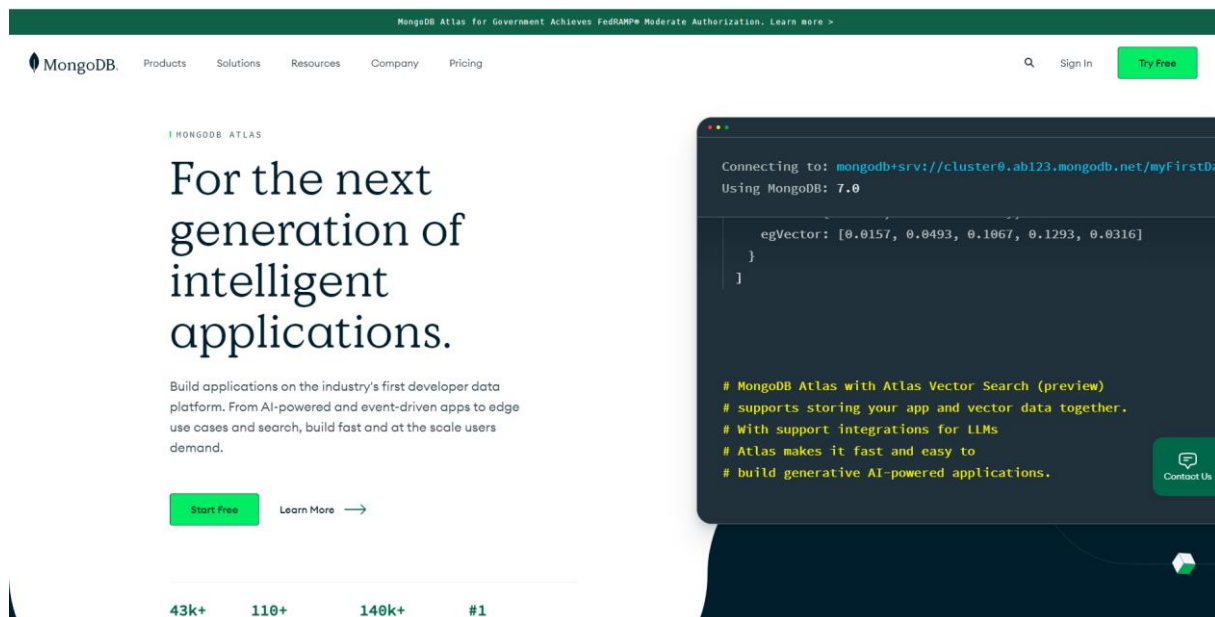 MongoDB Atlas for Government Achieves FedRAMP® Moderate Authorization. Learn more >
MongoDB. Products Solutions Resources Company Pricing Sign In Try Free
MONGODB ATLAS
For the next
generation of
intelligent
applications.
Build applications on the industry's first developer data
platform. From AI-powered and event-driven apps to edge
use cases and search, build fast and at the scale users
demand.
Start Free Learn More
43k+ 110+ 140k+ #1
Connecting to: mongodb+srv://cluster0.ab123.mongodb.net/myFirstDa
Using MongoDB: 7.0
egVector: [0.0157, 0.0493, 0.1067, 0.1293, 0.0316]
}
]
# MongoDB Atlas with Atlas Vector Search (preview)
# supports storing your app and vector data together.
# With support integrations for LLMs
# Atlas makes it fast and easy to
# build generative AI-powered applications.
Contact Us